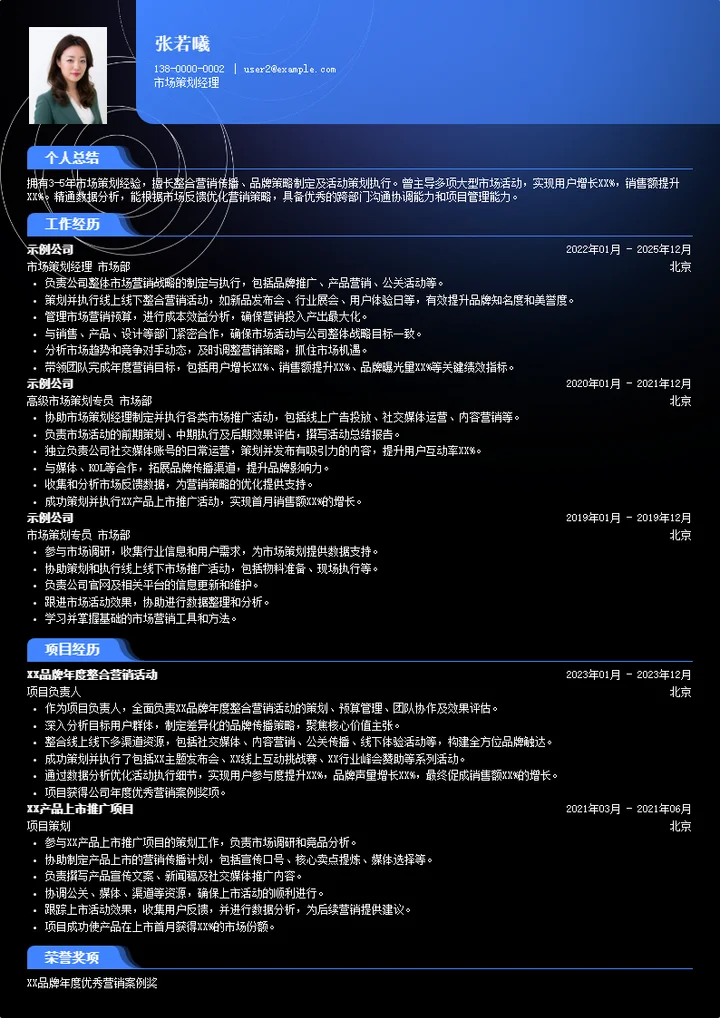 张若曦
138-0000-0002 | user2@example.com
市场策划经理
个人总结
拥有3-5年市场策划经验，擅长整合营销传播、品牌策略制定及活动策划执行。曾主导多项大型市场活动，实现用户增长XX%，销售额提升
XX%。精通数据分析，能根据市场反馈优化营销策略，具备优秀的跨部门沟通协调能力和项目管理能力。
工作经历
示创公司 2022年01月 - 2025年12月
市场策划经理 市场部 北京
• 负责公司整体市场营销战略的制定与执行，包括品牌推广、产品营销、公关活动等。
• 策划并执行线上线下整合营销活动，如新品发布会、行业展会、用户体验日等，有效提升品牌知名度和美誉度。
• 管理市场营销预算，进行成本效益分析，确保营销投入产出最大化。
• 与销售、产品、设计等部门紧密合作，确保市场活动与公司整体战略目标一致。
• 分析市场趋势和竞争对手动态，及时调整营销策略，抓住市场机遇。
• 带领团队完成年度营销目标，包括用户增长XX%、销售额提升XX%、品牌曝光量XX%等关键绩效指标。
示创公司 2020年01月 - 2021年12月
高级市场策划专员 市场部 北京
• 协助市场策划经理制定并执行各类市场推广活动，包括线上广告投放、社交媒体运营、内容营销等。
• 负责市场活动的前期策划、中期执行及后期效果评估，撰写活动总结报告。
• 独立负责公司社交媒体账号的日常运营，策划并发布有吸引力的内容，提升用户互动率XX%。
• 与媒体、KOL等合作，拓展品牌传播渠道，提升品牌影响力。
• 收集和分析市场反馈数据，为营销策略的优化提供支持。
• 成功策划并执行XX产品上市推广活动，实现首月销售额XX%的增长。
示创公司 2019年01月 - 2019年12月
市场策划专员 市场部 北京
• 参与市场调研，收集行业信息和用户需求，为市场策划提供数据支持。
• 协助策划和执行线上线下市场推广活动，包括物料准备、现场执行等。
• 负责公司官网及相关平台的信息更新和维护。
• 跟进市场活动效果，协助进行数据整理和分析。
• 学习并掌握基础的市场营销工具和方法。
项目经历
XX品牌年度整合营销活动 2023年01月 - 2023年12月
项目负责人 北京
• 作为项目负责人，全面负责XX品牌年度整合营销活动的策划、预算管理、团队协作及效果评估。
• 深入分析目标用户群体，制定差异化的品牌传播策略，聚焦核心价值主张。
• 整合线上线下多渠道资源，包括社交媒体、内容营销、公关传播、线下体验活动等，构建全方位品牌触达。
• 成功策划并执行了包括XX主题发布会、XX线上互动挑战赛、XX行业峰会赞助等系列活动。
• 通过数据分析优化活动执行细节，实现用户参与度提升XX%，品牌声量增长XX%，最终促成销售额XX%的增长。
• 项目获得公司年度优秀营销案例奖项。
XX产品上市推广项目 2021年03月 - 2021年06月
项目策划 北京
• 参与XX产品上市推广项目的策划工作，负责市场调研和竞品分析。
• 协助制定产品上市的营销传播计划，包括宣传口号、核心卖点提炼、媒体选择等。
• 负责撰写产品宣传文案、新闻稿及社交媒体推广内容。
• 协调公关、媒体、渠道等资源，确保上市活动的顺利进行。
• 跟踪上市活动效果，收集用户反馈，并进行数据分析，为后续营销提供建议。
• 项目成功使产品在上市首月获得XX%的市场份额。
荣誉奖项
XX品牌年度优秀营销案例奖